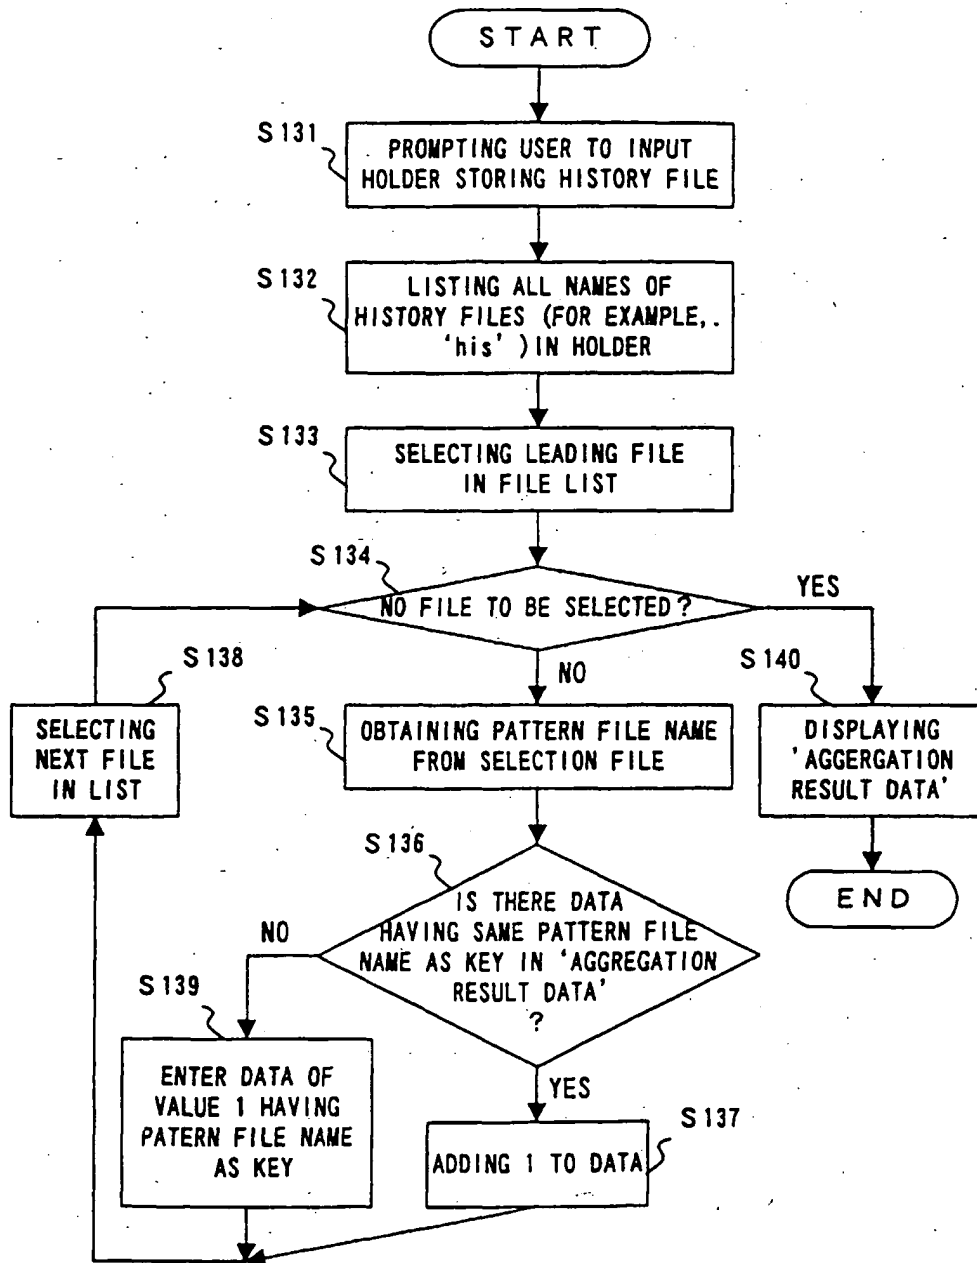 START
S131
PROMPTING USER TO INPUT
HOLDER STORING HISTORY FILE
S132
LISTING ALL NAMES OF
HISTORY FILES (FOR EXAMPLE,.
'his' ) IN HOLDER
S133
SELECTING LEADING FILE
IN FILE LIST
S134
NO FILE TO BE SELECTED?
YES
NO
S138
SELECTING
NEXT FILE
IN LIST
S135
OBTAINING PATTERN FILE NAME
FROM SELECTION FILE
S140
DISPLAYING
'AGGERGATION
RESULT DATA'
END
S136
IS THERE DATA
HAVING SAME PATTERN FILE
NAME AS KEY IN 'AGGREGATION
RESULT DATA'
?
NO
YES
S139
ENTER DATA OF
VALUE 1 HAVING
PATERN FILE NAME
AS KEY
S137
ADDING 1 TO DATA